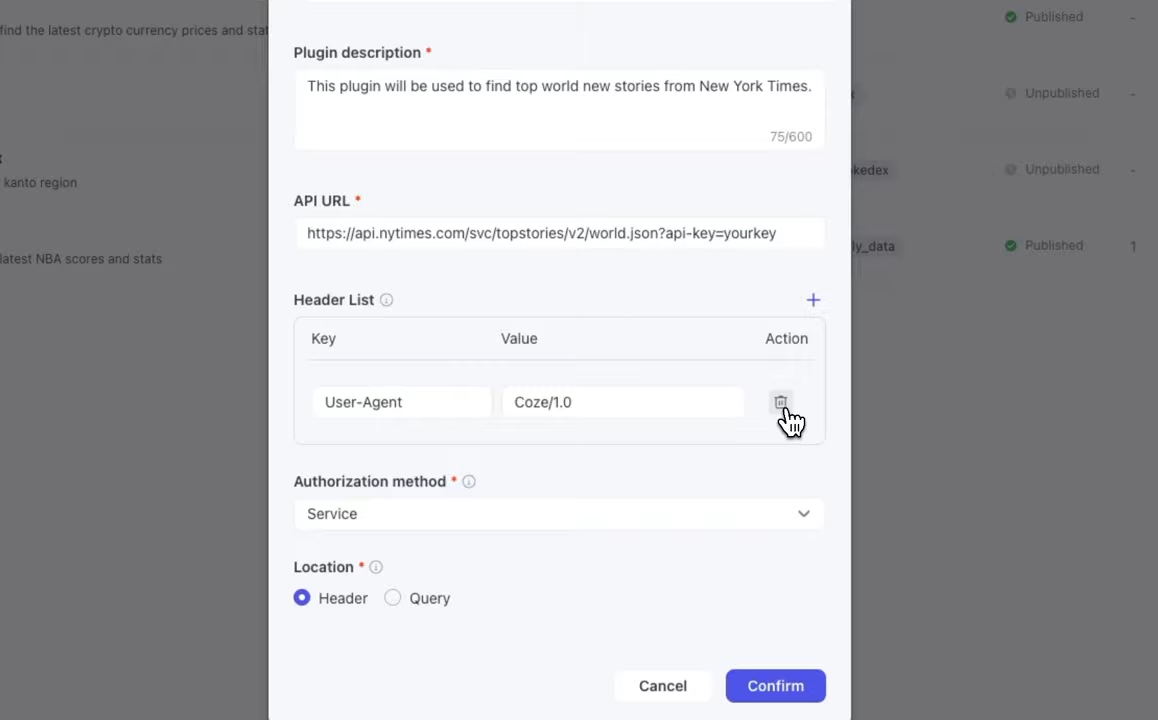 find the latest crypto currency prices and stat
Published -
Plugin description *
This plugin will be used to find top world new stories from New York Times.
75/600
Unpublished -
kanto region
kedex Unpublished -
API URL *
https://api.nytimes.com/svc/topstories/v2/world.json?api-key=yourkey
latest NBA scores and stats
ly_data Published 1
Header List
Key Value Action
User-Agent Coze/1.0
Authorization method *
Service
Location *
Header Query
Cancel Confirm